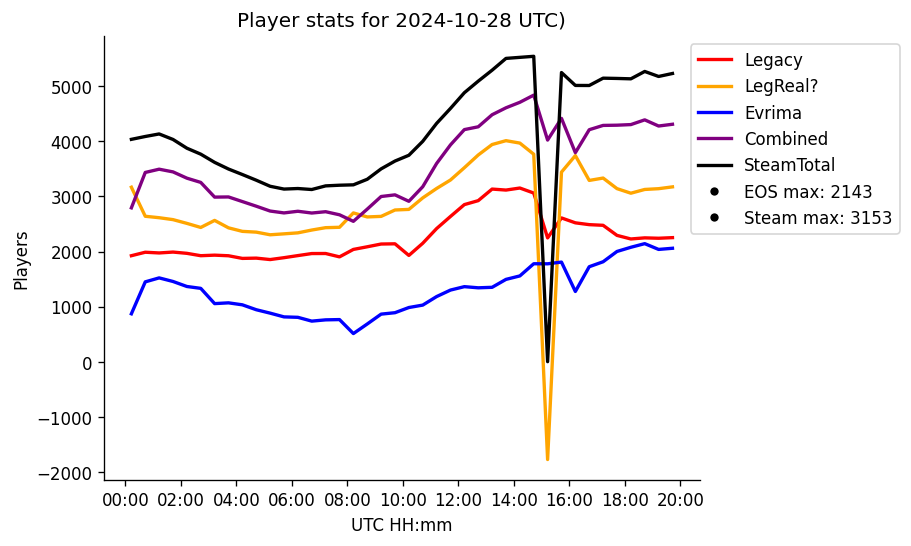 Player stats for 2024-10-28 UTC)
Legacy
LegReal?
Evrima
Combined
SteamTotal
EOS max: 2143
Steam max: 3153
Players
5000
4000
3000
2000
1000
0
−1000
−2000
00:00 02:00 04:00 06:00 08:00 10:00 12:00 14:00 16:00 18:00 20:00
UTC HH:mm